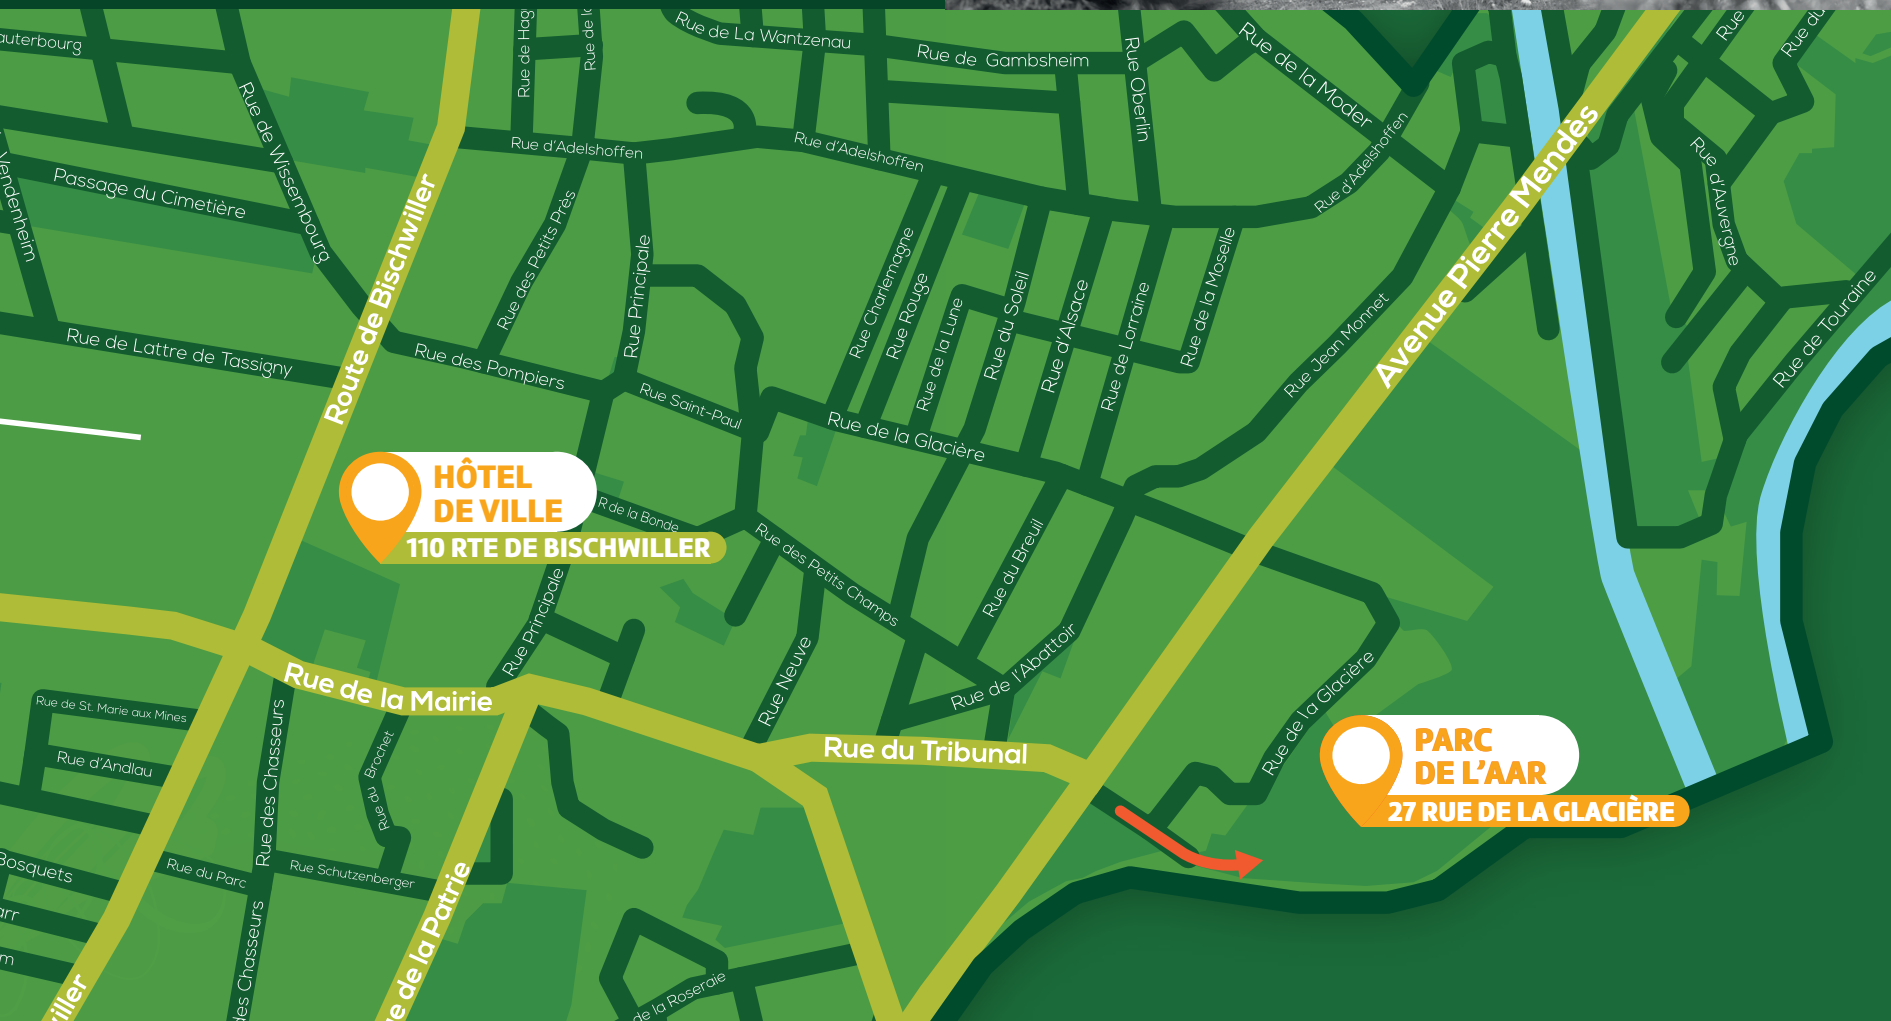 Rue de La Wantzenau
Rue de Gambsheim
Rue Oberlin
Rue de la Moder
Rue d'Adelshoffen
Rue d'Adelshoffen
Rue d'Adelshoffen
Rue de Wissembourg
Passage du Cimetière
Route de Bischwiller
Rue des Petits Près
Rue Principale
Rue Charlemagne
Rue Rouge
Rue de la Lune
Rue du Soleil
Rue d'Alsace
Rue de Lorraine
Rue de la Moselle
Rue Jean Monnet
Avenue Pierre Mendès
Rue d'Auvergne
Rue de Touraine
Rue de Lattre de Tassigny
Rue des Pompiers
Rue Saint-Paul
Rue de la Glacière
HÔTEL
DE VILLE
110 RTE DE BISCHWILLER
R de la Bonde
Rue des Petits Champs
Rue du Breuil
Rue Principale
Rue Neuve
Rue de l'Abattoir
Rue de la Glacière
Rue de la Mairie
Rue du Tribunal
Rue de St. Marie aux Mines
Rue d'Andlau
Rue des Chasseurs
Rue du Brochet
PARC
DE L'AAR
27 RUE DE LA GLACIÈRE
Bosquets
Rue du Parc
Rue Schutzenberger
des Chasseurs
de la Patrie
de la Roseraie
Rue
Rue du
Vendenheim
Rue de